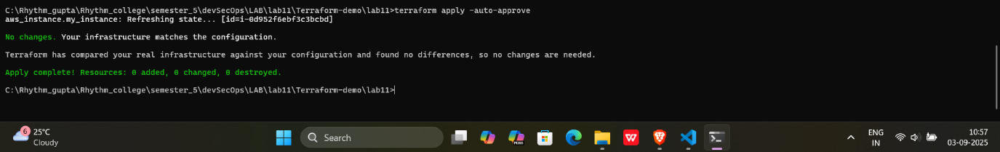 C:\Rhythm_gupta\Rhythm_college\semester_5\devSecOps\LAB\lab11\Terraform-demo\lab11>terraform apply -auto-approve
aws_instance.my_instance: Refreshing state... [id=i-0d952f6ebf3c3bcbd]
No changes. Your infrastructure matches the configuration.
Terraform has compared your real infrastructure against your configuration and found no differences, so no changes are needed.
Apply complete! Resources: 0 added, 0 changed, 0 destroyed.
C:\Rhythm_gupta\Rhythm_college\semester_5\devSecOps\LAB\lab11\Terraform-demo\lab11>
6
25°C
Cloudy
Search
ENG
IN
10:57
03-09-2025